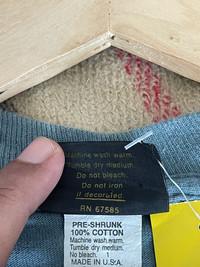 Machine wash warm.
Tumble dry medium.
Do not bleach.
Do not iron
if decorated.
RN 67585
PRE-SHRUNK
100% COTTON
Machine wash.warm.
Tumble dry medium.
No bleach. 1
MADE IN U.S.A.